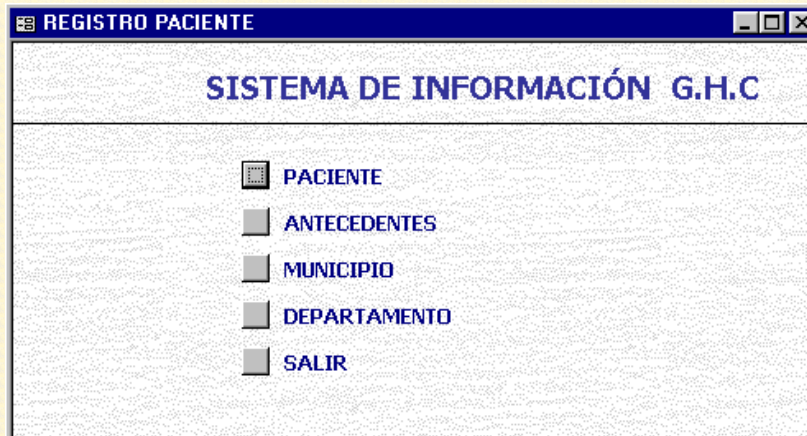 REGISTRO PACIENTE
SISTEMA DE INFORMACIÓN G.H.C
PACIENTE
ANTECEDENTES
MUNICIPIO
DEPARTAMENTO
SALIR